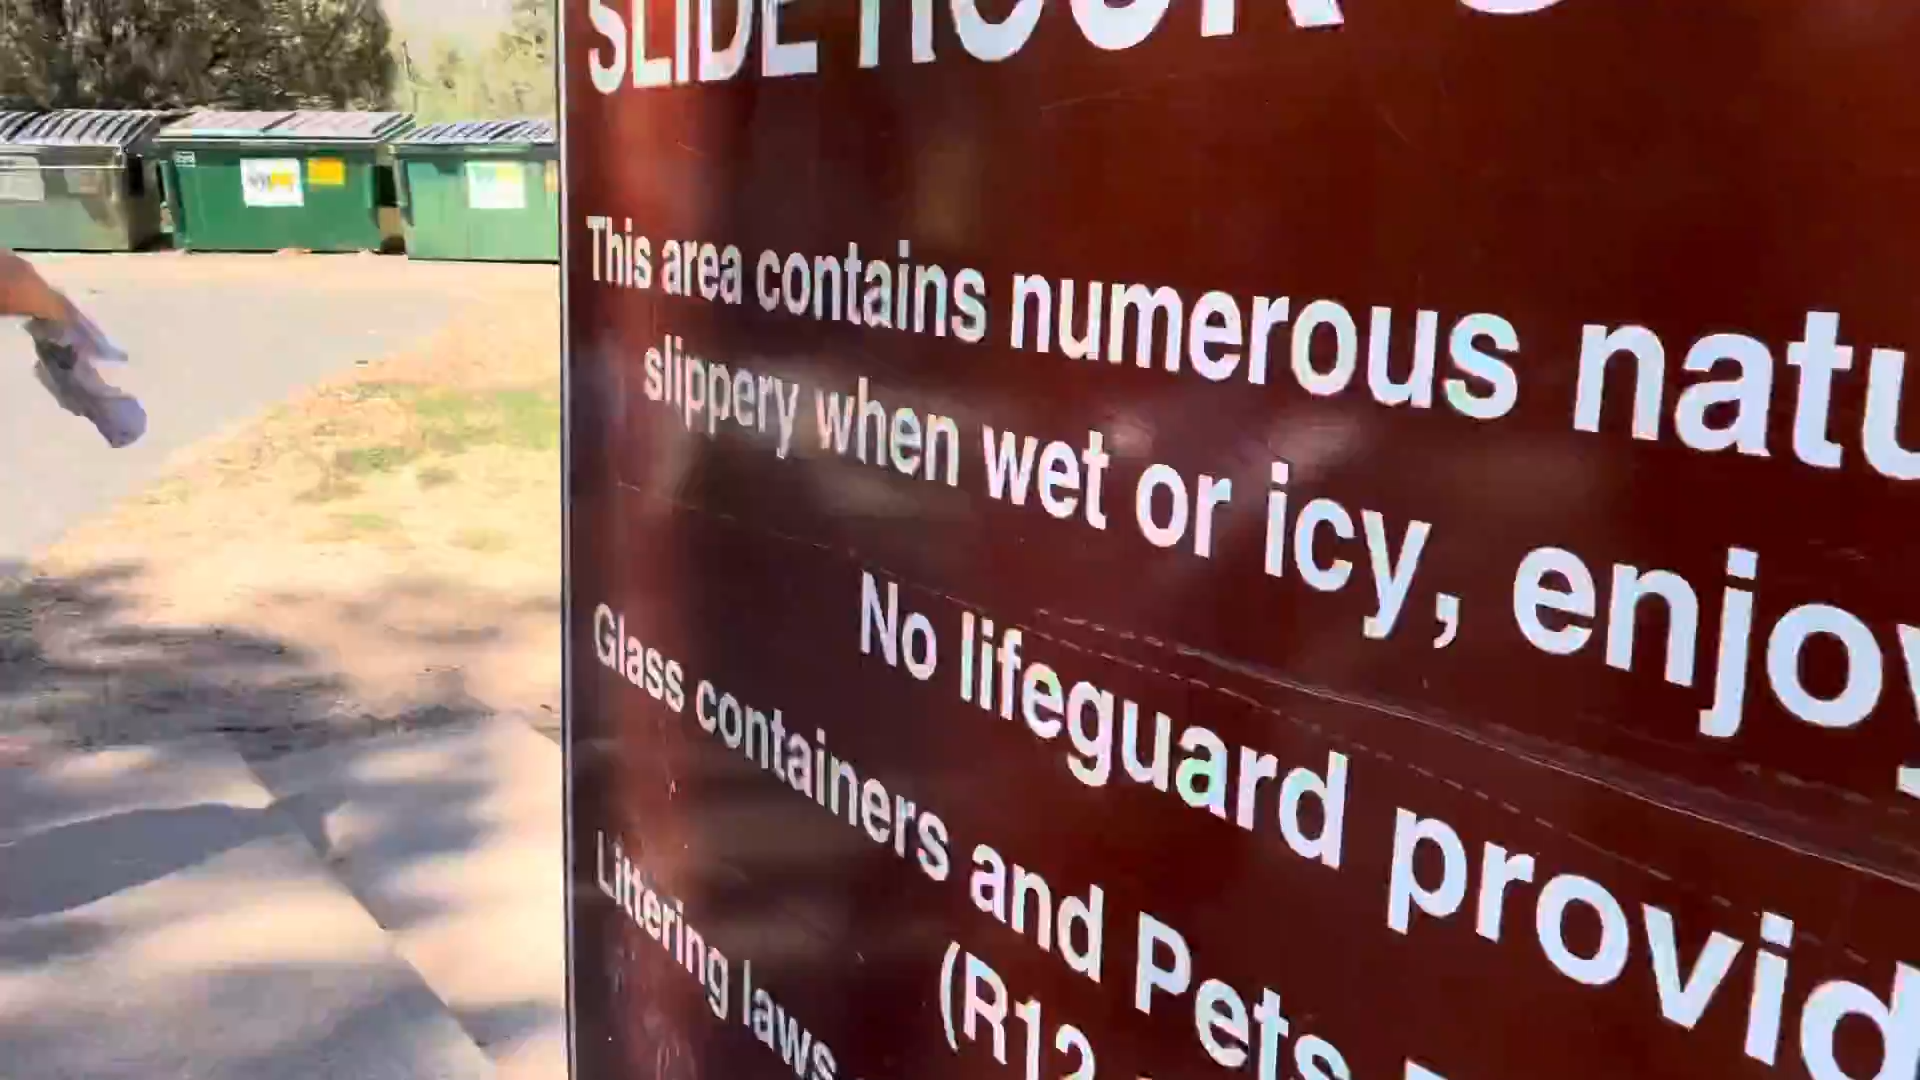 SLIDE
This area contains numerous natu
slippery when wet or icy, enjoy
No lifeguard provid
Glass containers and Pets
(R12
Littering laws